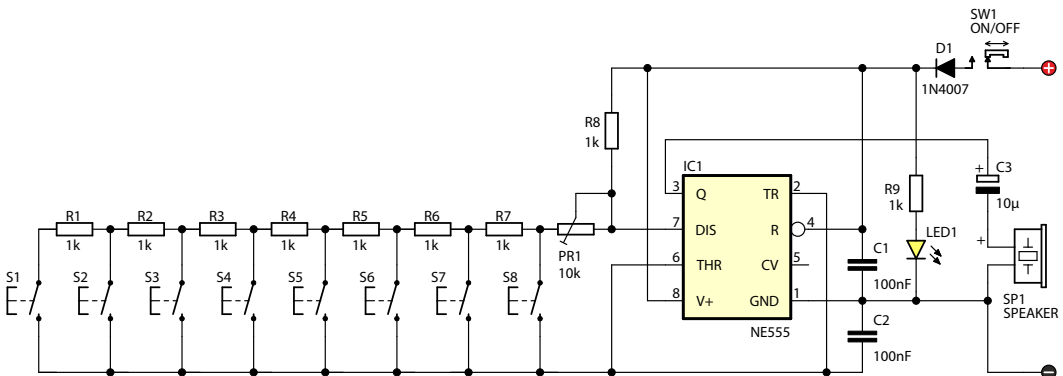 SW1
ON/OFF
D1
1N4007
+
R8
1k
IC1
3 Q TR 2
7 DIS R 4
6 THR CV 5
8 V+ GND 1
NE555
R9
1k
LED1
+ C3
10µ
+
SP1
SPEAKER
C1
100nF
C2
100nF
R1 R2 R3 R4 R5 R6 R7
1k 1k 1k 1k 1k 1k 1k
PR1
10k
S1 S2 S3 S4 S5 S6 S7 S8
−